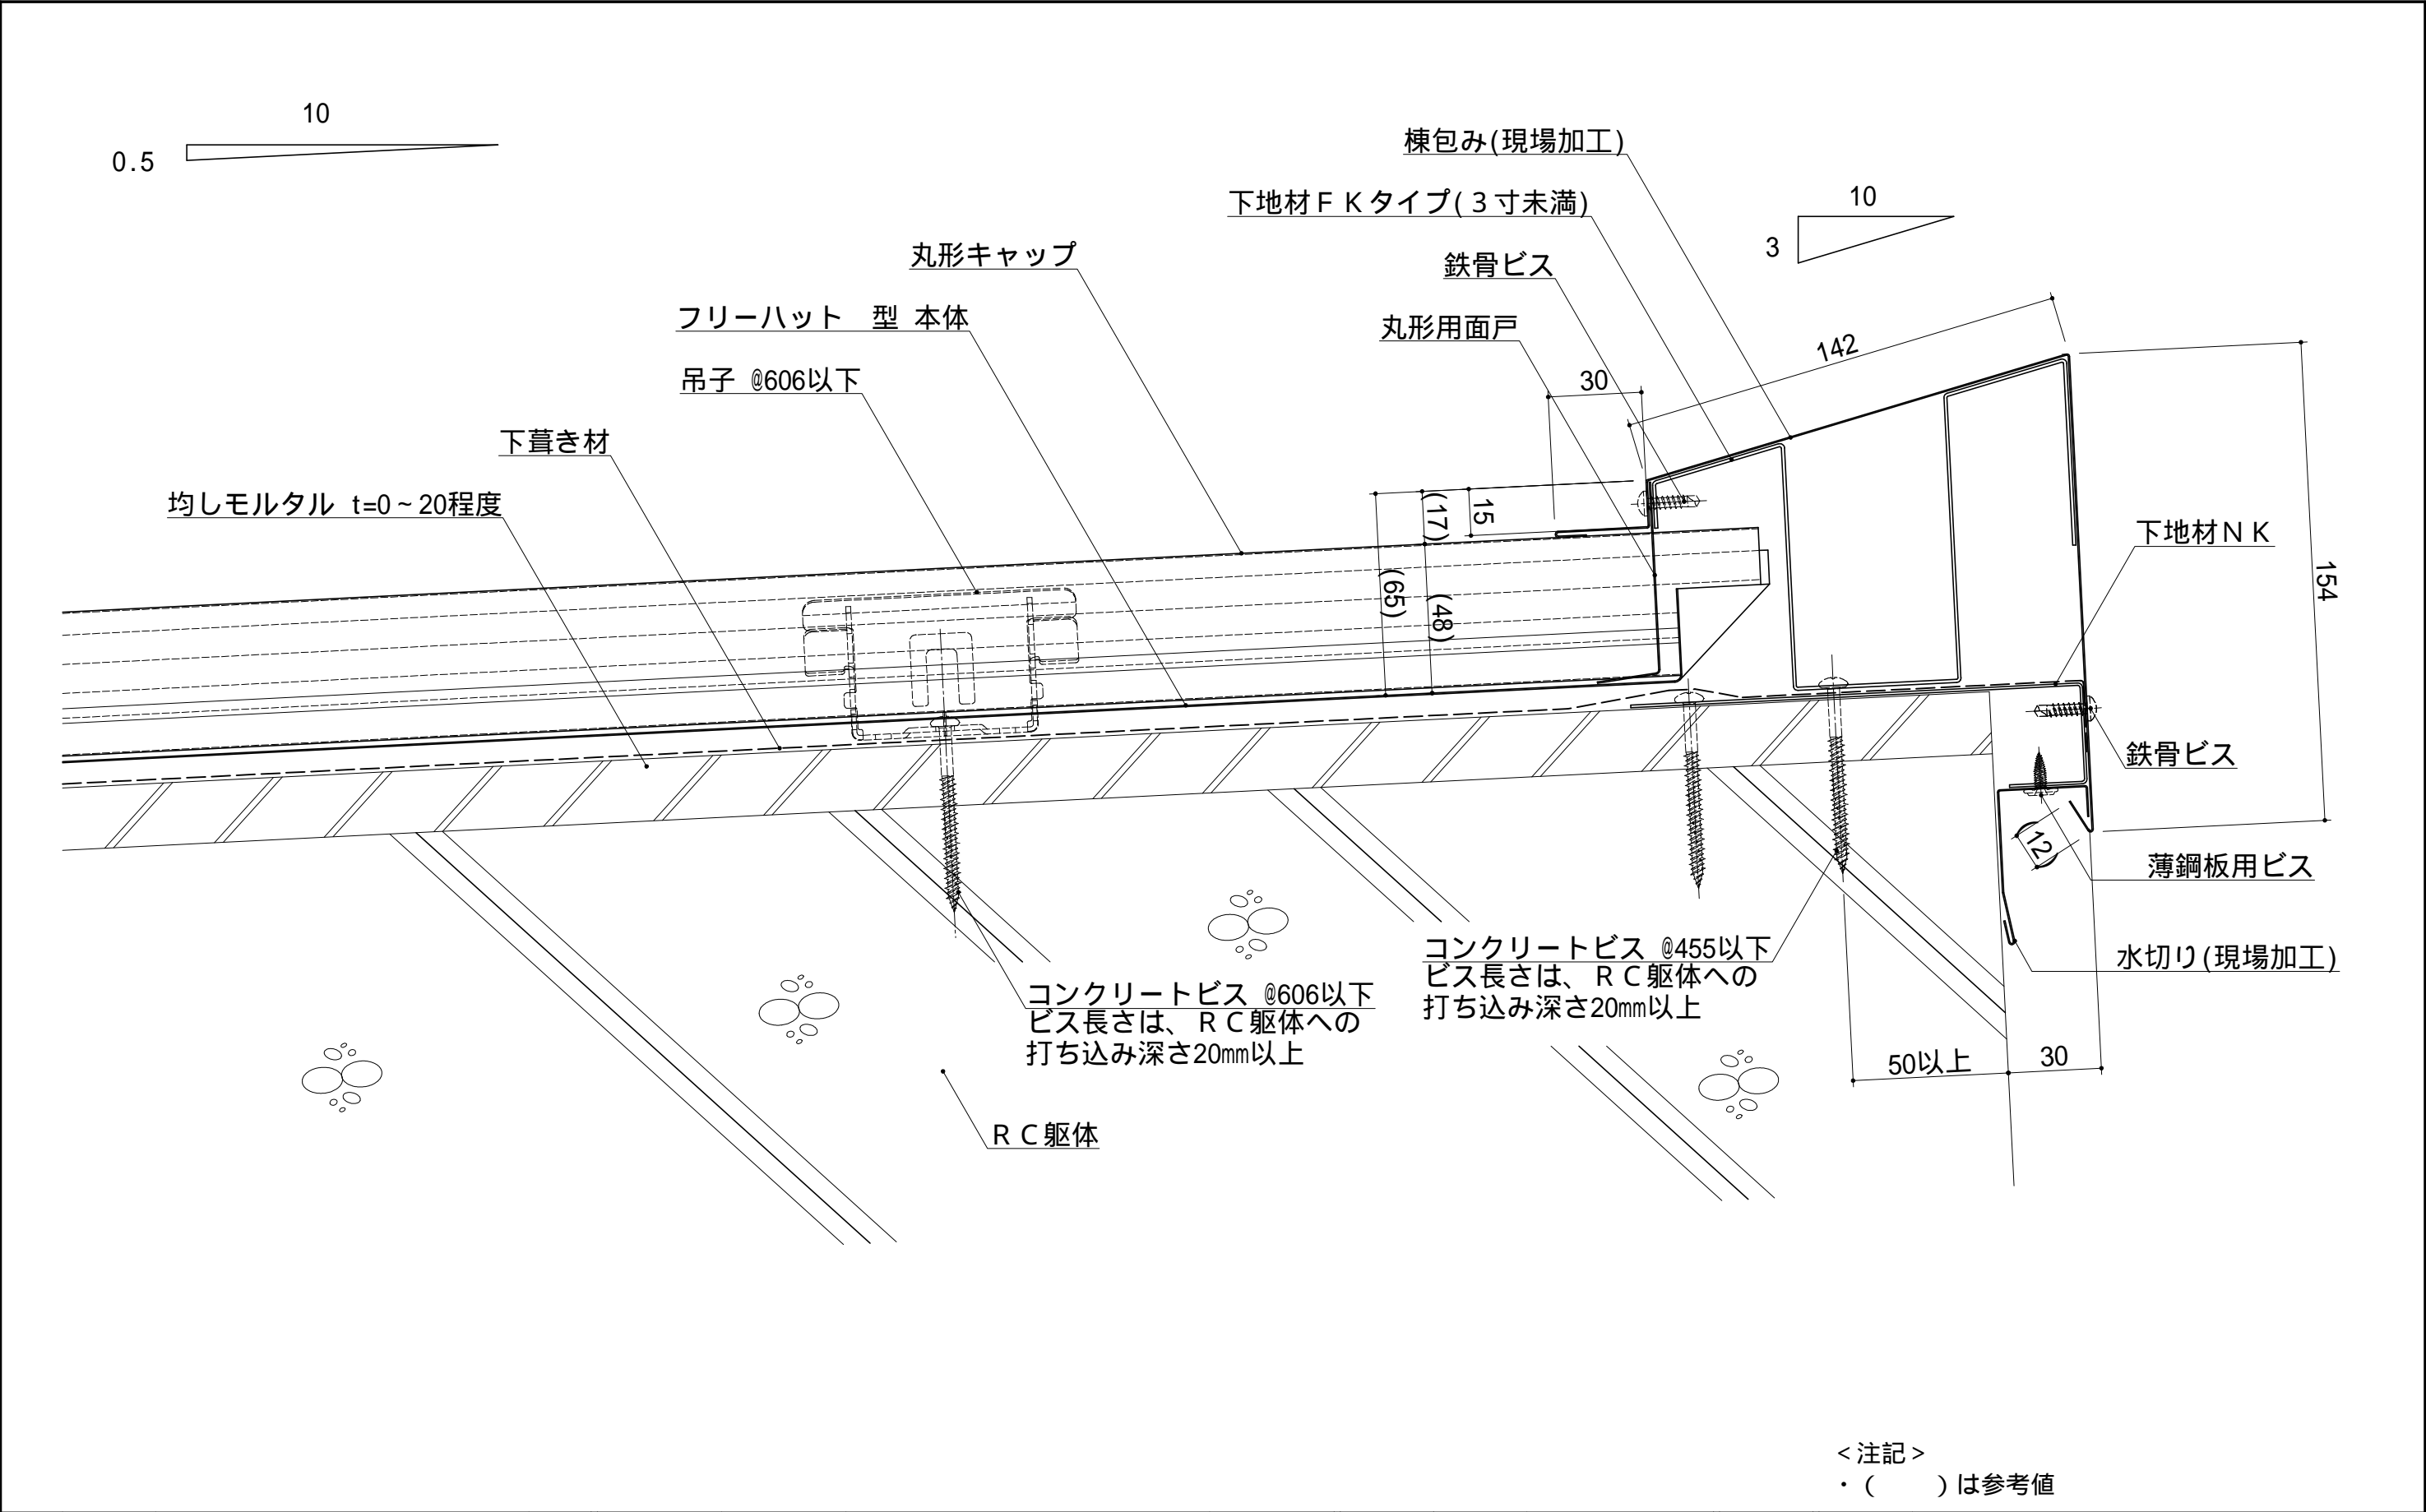 10
0.5
棟包み(現場加工)
下地材ＦＫタイプ(３寸未満)
10
3
丸形キャップ
鉄骨ビス
フリーハット　型 本体
丸形用面戸
142
吊子 @606以下
30
下葺き材
均しモルタル t=0～20程度
(17)
15
下地材ＮＫ
(65)
(48)
154
鉄骨ビス
(12)
薄鋼板用ビス
コンクリートビス @455以下
ビス長さは、ＲＣ躯体への
打ち込み深さ20㎜以上
水切り(現場加工)
コンクリートビス @606以下
ビス長さは、ＲＣ躯体への
打ち込み深さ20㎜以上
50以上
30
ＲＣ躯体
<注記>
・(　　)は参考値